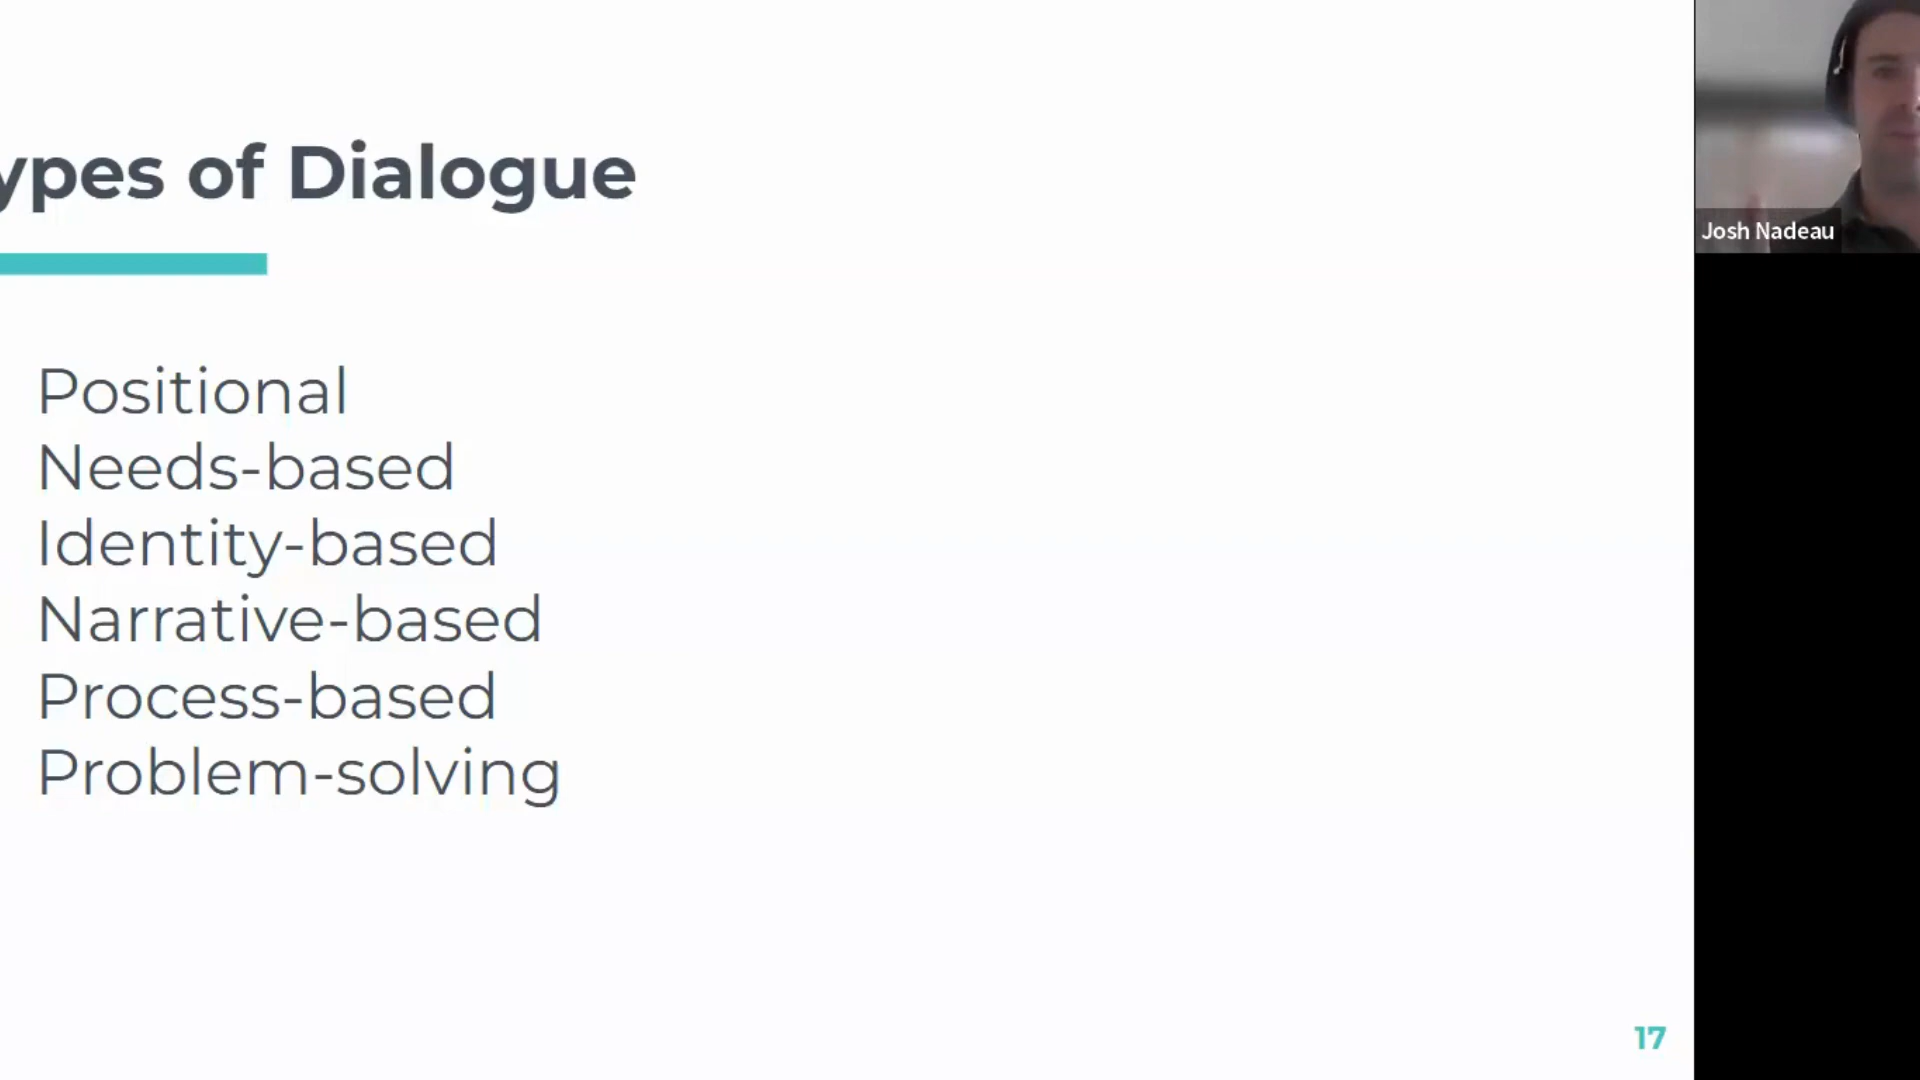 ypes of Dialogue
Positional
Needs-based
Identity-based
Narrative-based
Process-based
Problem-solving
17
Josh Nadeau